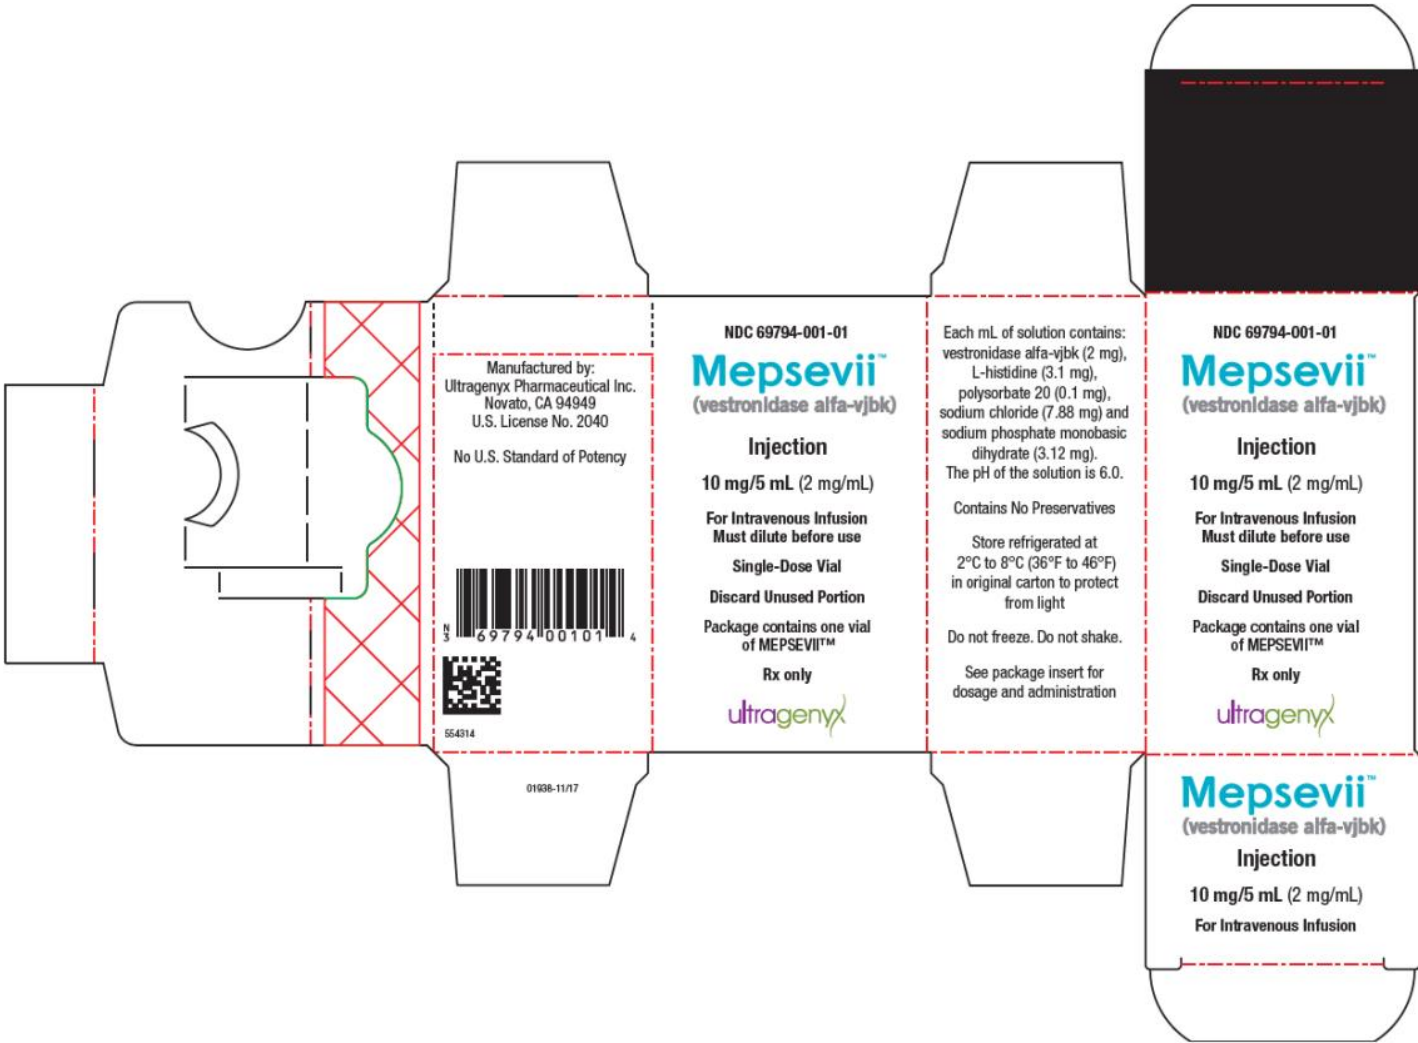 Manufactured by:
Ultragenyx Pharmaceutical Inc.
Novato, CA 94949
U.S. License No. 2040
No U.S. Standard of Potency
N
3 69794 00101 4
554314
01938-11/17
NDC 69794-001-01
Mepsevii™
(vestronidase alfa-vjbk)
Injection
10 mg/5 mL (2 mg/mL)
For Intravenous Infusion
Must dilute before use
Single-Dose Vial
Discard Unused Portion
Package contains one vial
of MEPSEVII™
Rx only
ultragenyx
Each mL of solution contains:
vestronidase alfa-vjbk (2 mg),
L-histidine (3.1 mg),
polysorbate 20 (0.1 mg),
sodium chloride (7.88 mg) and
sodium phosphate monobasic
dihydrate (3.12 mg).
The pH of the solution is 6.0.
Contains No Preservatives
Store refrigerated at
2°C to 8°C (36°F to 46°F)
in original carton to protect
from light
Do not freeze. Do not shake.
See package insert for
dosage and administration
NDC 69794-001-01
Mepsevii™
(vestronidase alfa-vjbk)
Injection
10 mg/5 mL (2 mg/mL)
For Intravenous Infusion
Must dilute before use
Single-Dose Vial
Discard Unused Portion
Package contains one vial
of MEPSEVII™
Rx only
ultragenyx
Mepsevii™
(vestronidase alfa-vjbk)
Injection
10 mg/5 mL (2 mg/mL)
For Intravenous Infusion